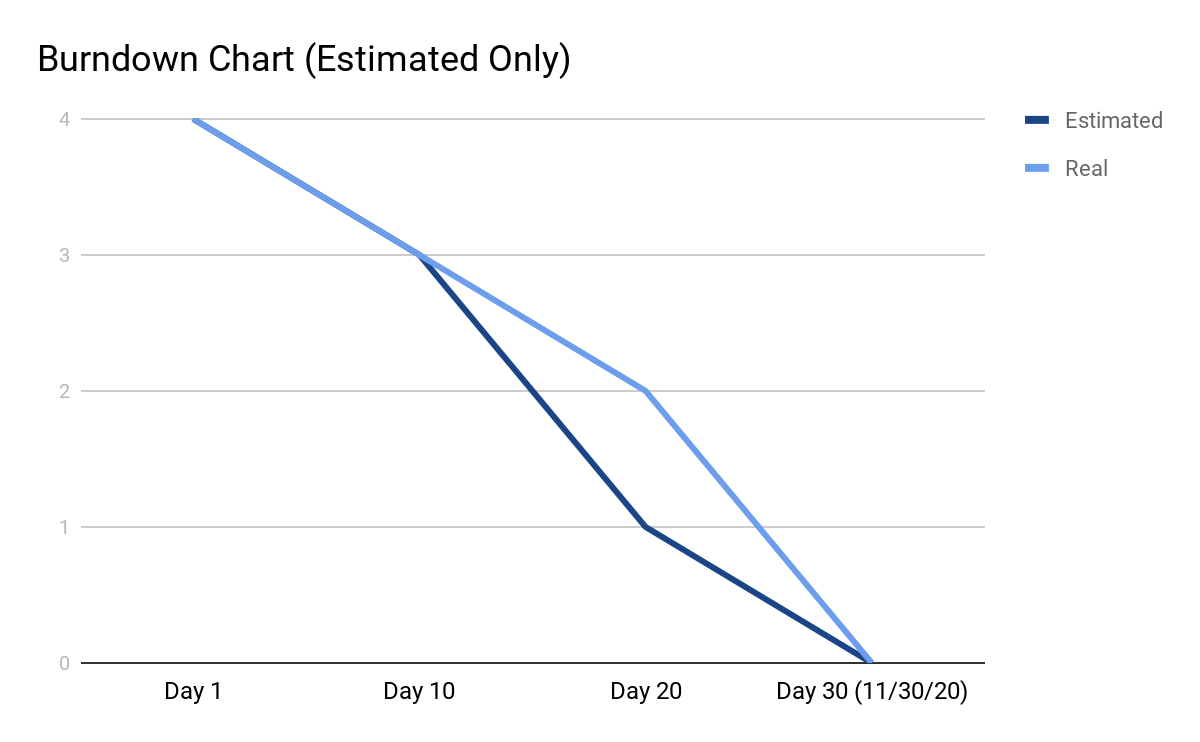 Burndown Chart (Estimated Only)
4
3
2
1
0
Day 1
Day 10
Day 20
Day 30 (11/30/20)
Estimated
Real